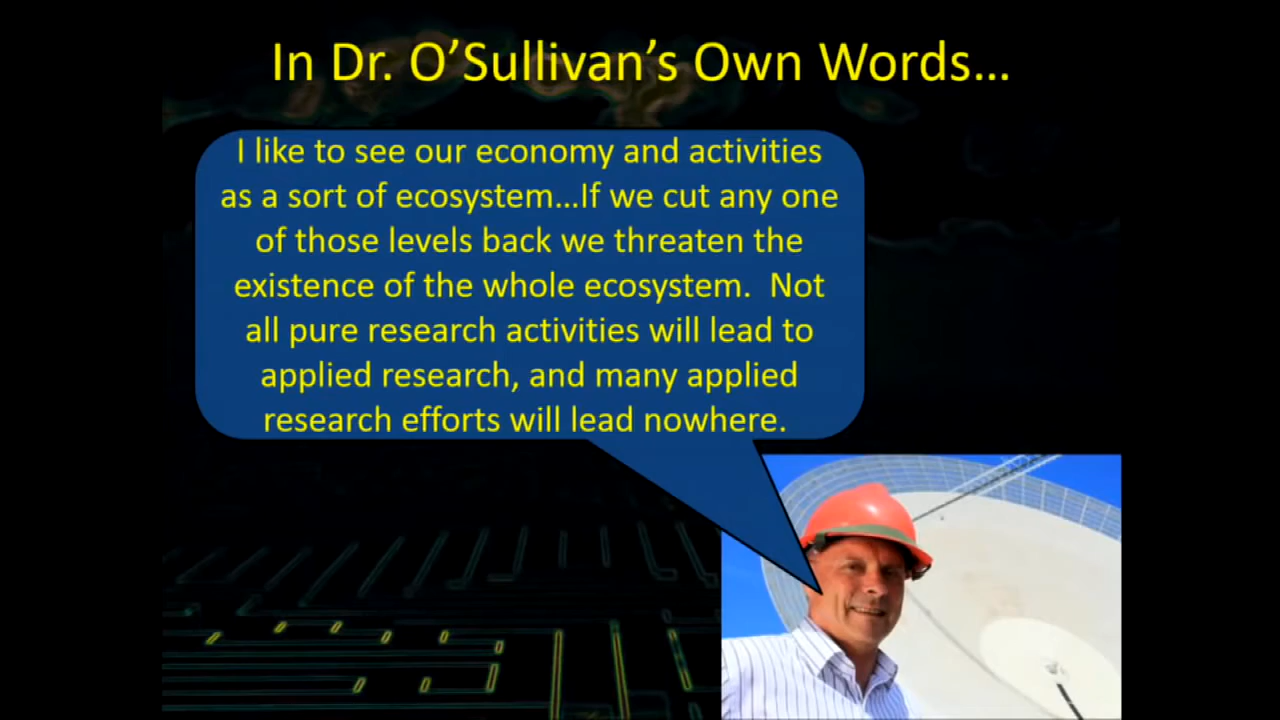 In Dr. O’Sullivan’s Own Words…
I like to see our economy and activities
as a sort of ecosystem…If we cut any one
of those levels back we threaten the
existence of the whole ecosystem.  Not
all pure research activities will lead to
applied research, and many applied
research efforts will lead nowhere.